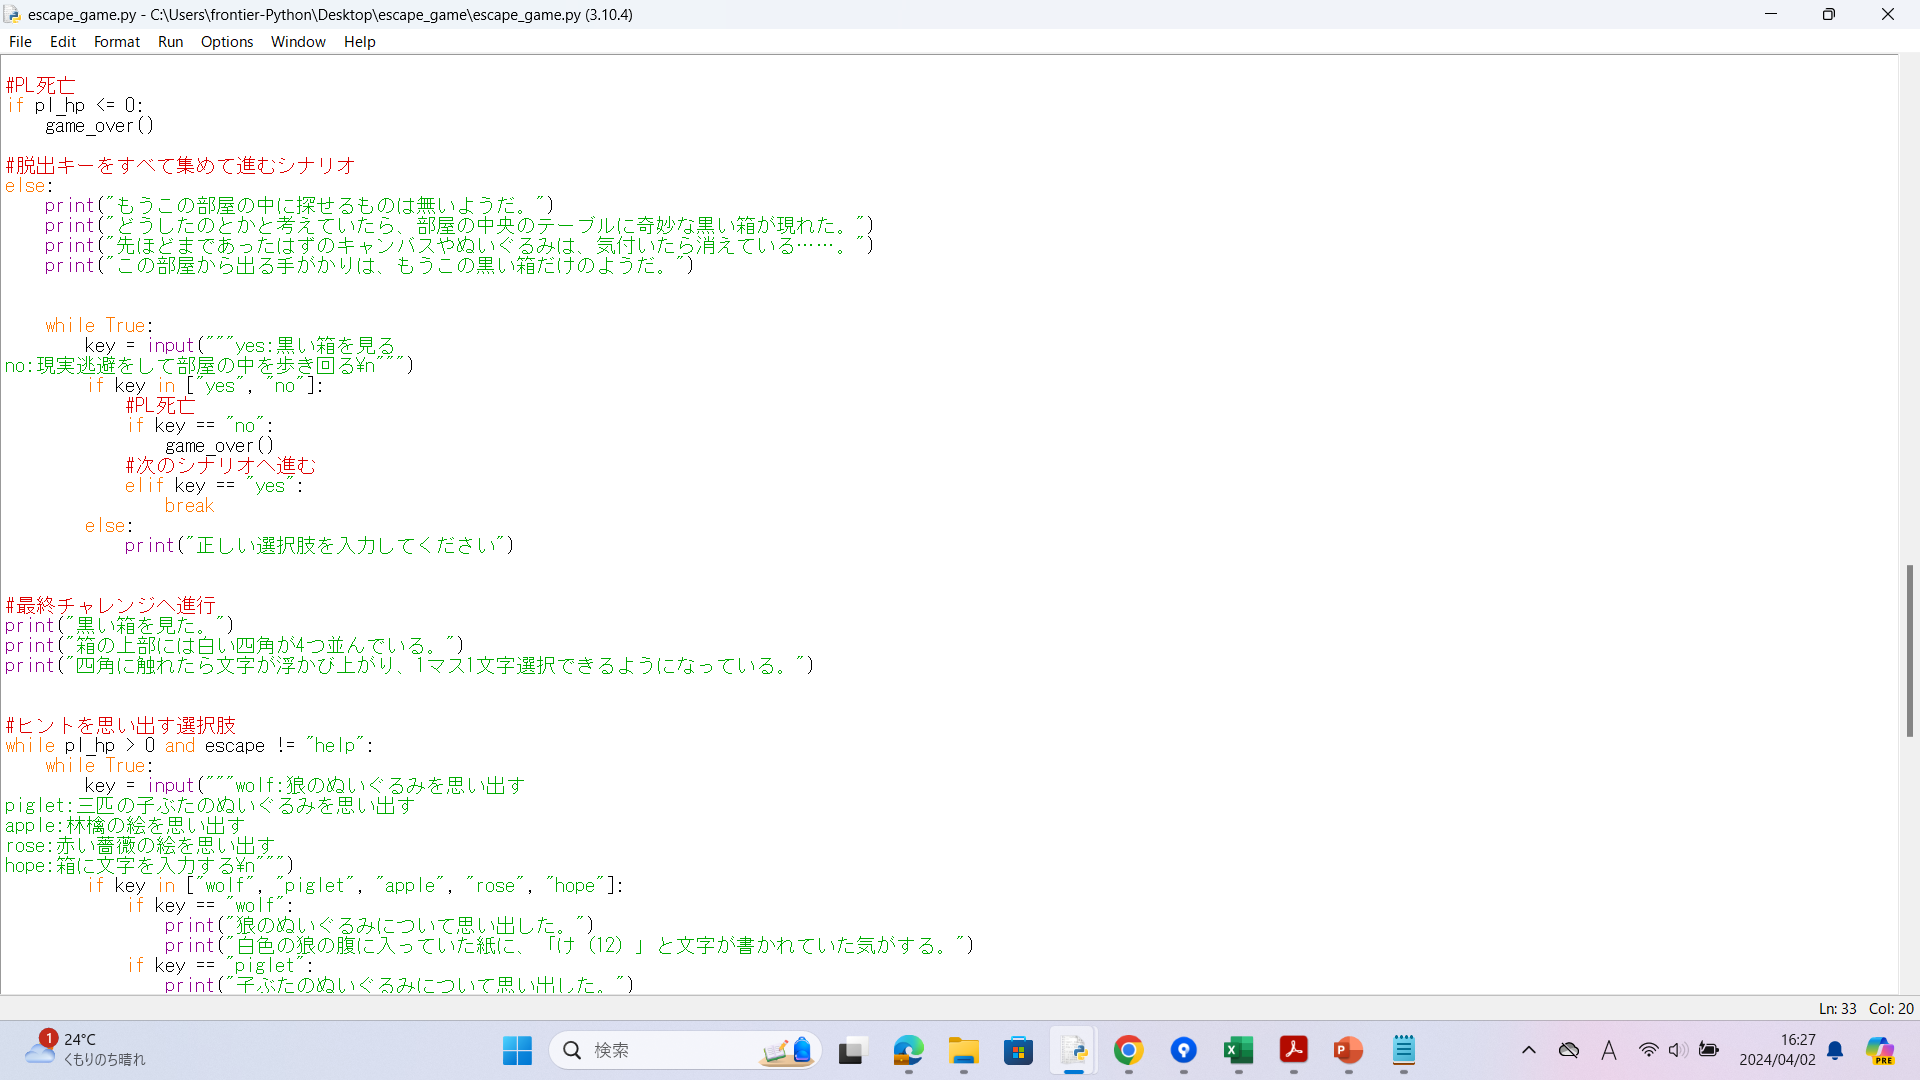 escape_game.py - C:\Users\frontier-Python\Desktop\escape_game\escape_game.py (3.10.4)
File Edit Format Run Options Window Help
#PL死亡
if pl_hp <= 0:
    game_over()
#脱出キーをすべて集めて進むシナリオ
else:
    print("もうこの部屋の中に探せるものは無いようだ。")
    print("どうしたのとかと考えていたら、部屋の中央のテーブルに奇妙な黒い箱が現れた。")
    print("先ほどまであったはずのキャンバスやぬいぐるみは、気付いたら消えている……。")
    print("この部屋から出る手がかりは、もうこの黒い箱だけのようだ。")
    while True:
        key = input("""yes:黒い箱を見る
no:現実逃避をして部屋の中を歩き回る¥n""")
        if key in ["yes", "no"]:
            #PL死亡
            if key == "no":
                game_over()
            #次のシナリオへ進む
            elif key == "yes":
                break
        else:
            print("正しい選択肢を入力してください")
#最終チャレンジへ進行
print("黒い箱を見た。")
print("箱の上部には白い四角が4つ並んでいる。")
print("四角に触れたら文字が浮かび上がり、1マス1文字選択できるようになっている。")
#ヒントを思い出す選択肢
while pl_hp > 0 and escape != "help":
    while True:
        key = input("""wolf:狼のぬいぐるみを思い出す
piglet:三匹の子ぶたのぬいぐるみを思い出す
apple:林檎の絵を思い出す
rose:赤い薔薇の絵を思い出す
hope:箱に文字を入力する¥n""")
        if key in ["wolf", "piglet", "apple", "rose", "hope"]:
            if key == "wolf":
                print("狼のぬいぐるみについて思い出した。")
                print("白色の狼の腹に入っていた紙に、「け（12）」と文字が書かれていた気がする。")
            if key == "piglet":
                print("子ぶたのぬいぐるみについて思い出した。")
Ln: 33 Col: 20
1
24°C
くもりのち晴れ
検索
A
16:27
2024/04/02
PRE